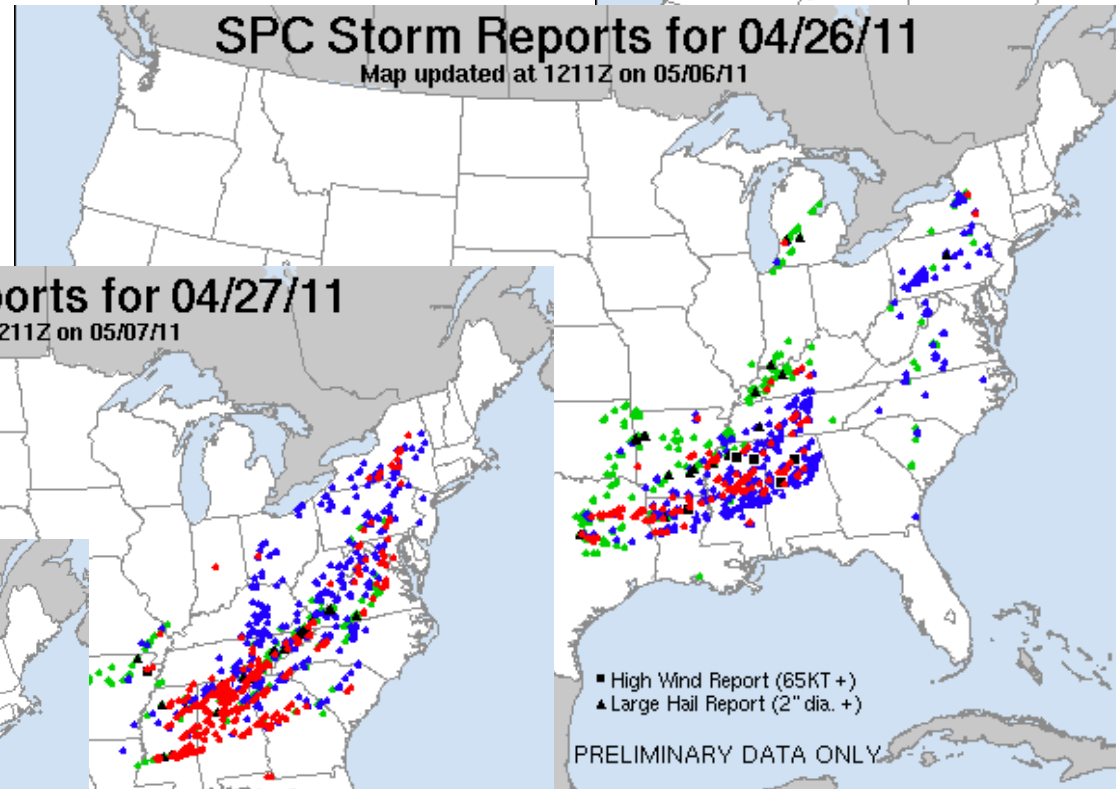 SPC Storm Reports for 04/26/11
Map updated at 1211Z on 05/06/11
orts for 04/27/11
211Z on 05/07/11
High Wind Report (65KT +)
Large Hail Report (2" dia. +)
PRELIMINARY DATA ONLY